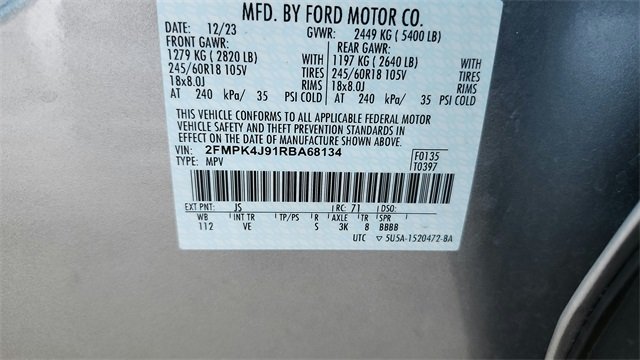 MFD. BY FORD MOTOR CO.
DATE: 12/23 GVWR: 2449 KG ( 5400 LB)
FRONT GAWR: REAR GAWR:
1279 KG ( 2820 LB) 1197 KG ( 2640 LB)
245/60R18 105V TIRES 245/60R18 105V TIRES
18x8.0J RIMS 18x8.0J RIMS
AT 240 kPa/ 35 PSI COLD AT 240 kPa/ 35 PSI COLD
THIS VEHICLE CONFORMS TO ALL APPLICABLE FEDERAL MOTOR
VEHICLE SAFETY AND THEFT PREVENTION STANDARDS IN
EFFECT ON THE DATE OF MANUFACTURE SHOWN ABOVE.
VIN: 2FMPK4J91RBA68134 F0135
TYPE: MPV T0397
EXT PNT: JS RC: 71 DSO:
WB INT TR TP/PS R AXLE TR SPR
112 VE S 3K 8 BBBB
UTC ▽ 5U5A-1520472-BA